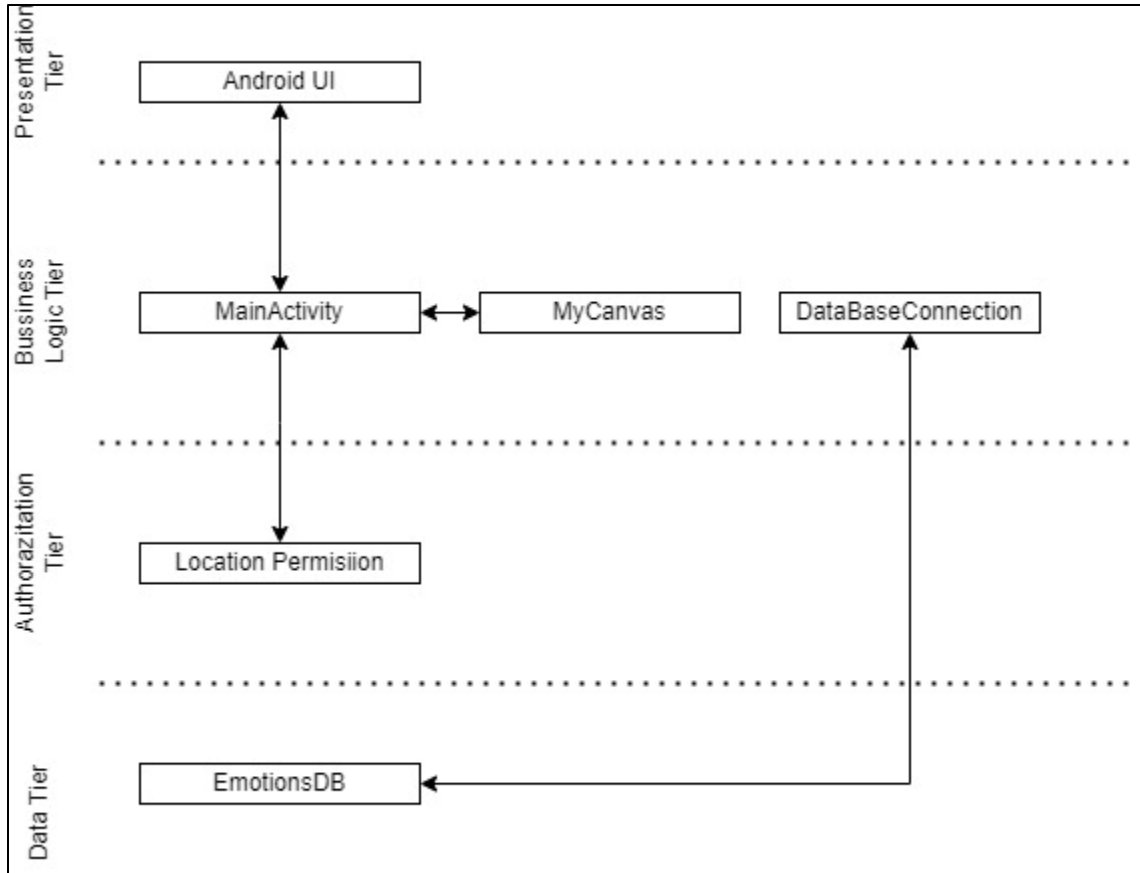 Presentation
Tier
Android UI
Bussiness
Logic Tier
MainActivity
MyCanvas
DataBaseConnection
Authorazitation
Tier
Location Permisiion
Data Tier
EmotionsDB